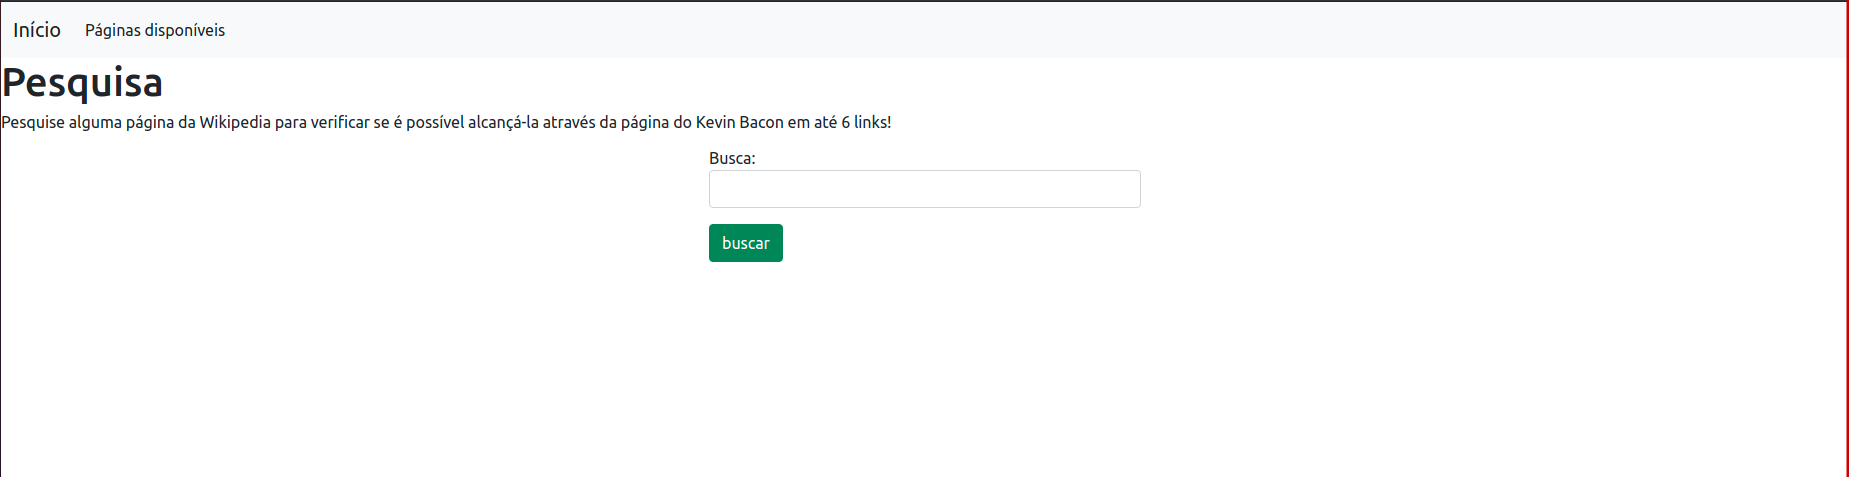 Início Páginas disponíveis
Pesquisa
Pesquise alguma página da Wikipedia para verificar se é possível alcançá-la através da página do Kevin Bacon em até 6 links!
Busca:
buscar